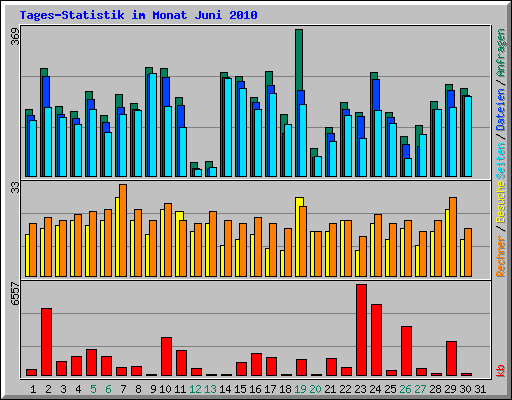 Tages-Statistik im Monat Juni 2010
369
33
6557
Rechner / Besuche Seiten / Dateien / Anfragen
kb
1 2 3 4 5 6 7 8 9 10 11 12 13 14 15 16 17 18 19 20 21 22 23 24 25 26 27 28 29 30 31